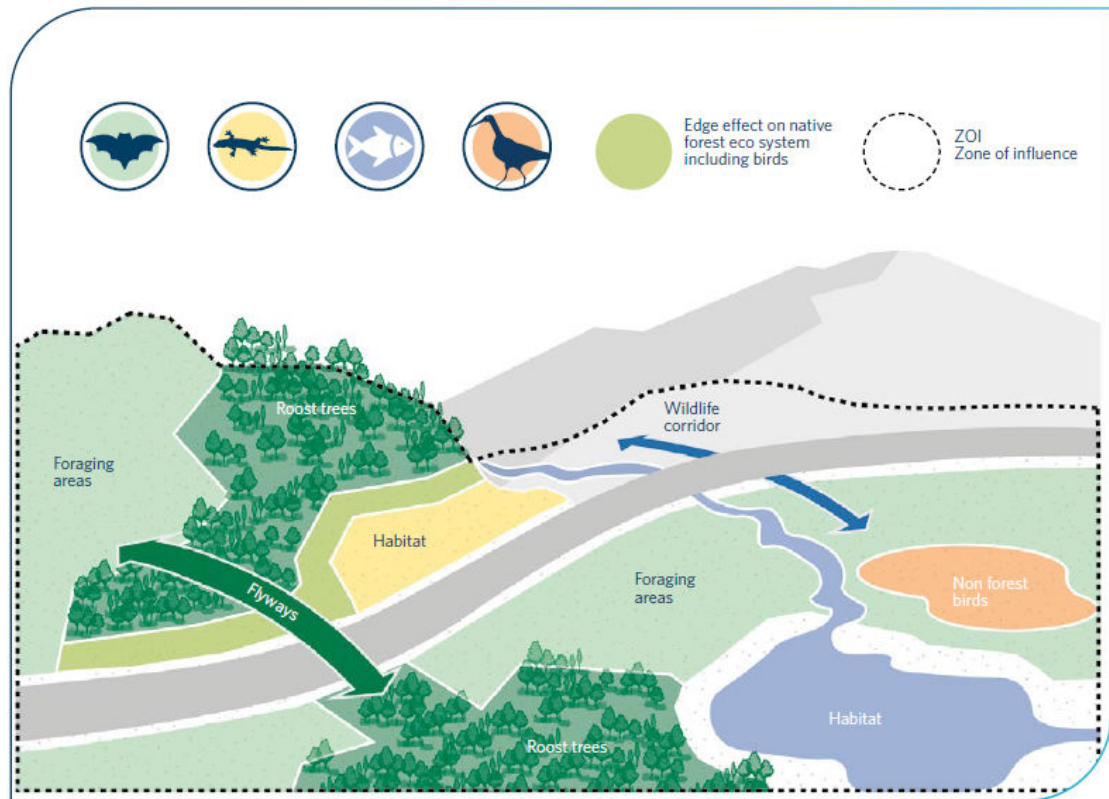 Edge effect on native
forest eco system
including birds
ZOI
Zone of influence
Roost trees
Wildlife
corridor
Foraging
areas
Habitat
Flyways
Foraging
areas
Non forest
birds
Habitat
Roost trees